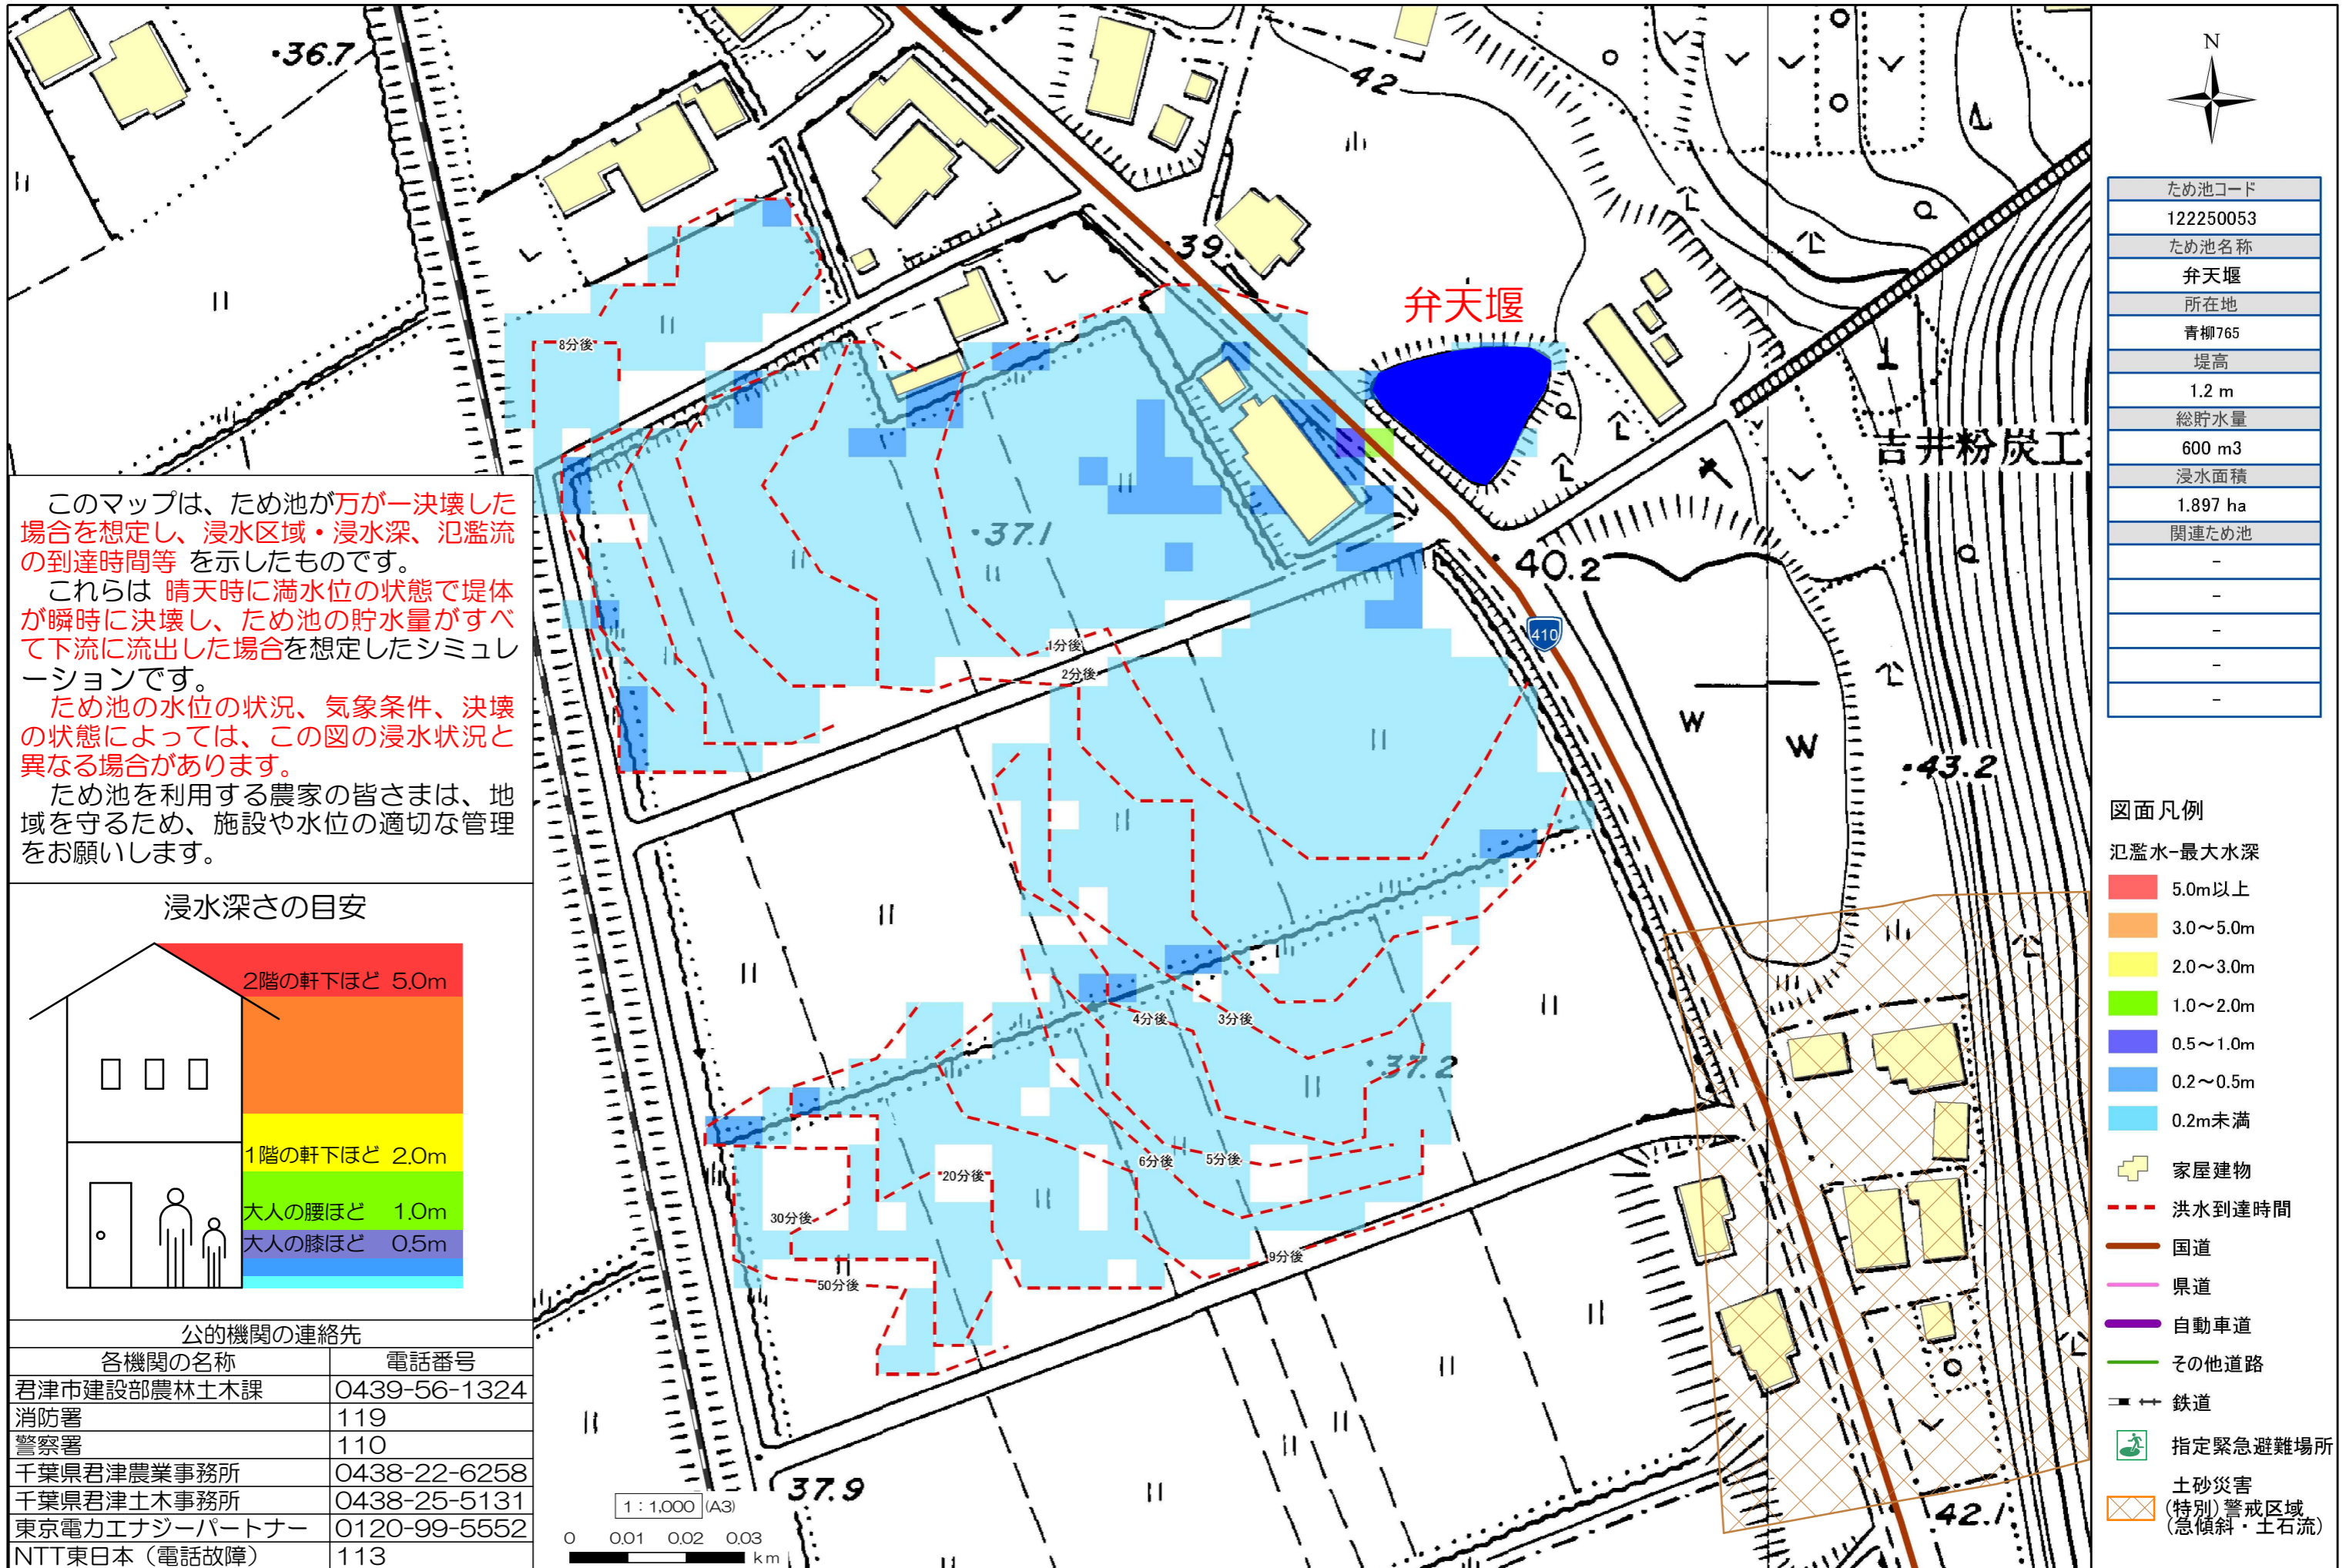 ・36.7
42
39.
弁天堰
吉井粉炭工
8分後
・37.1
1分後
2分後
40.2
410
W
W
・43.2
4分後
3分後
・37.2
6分後
5分後
20分後
30分後
9分後
50分後
37.9
42.1
このマップは、ため池が万が一決壊した
場合を想定し、浸水区域・浸水深、氾濫流
の到達時間等 を示したものです。
これらは 晴天時に満水位の状態で堤体
が瞬時に決壊し、ため池の貯水量がすべ
て下流に流出した場合を想定したシミュレ
ーションです。
ため池の水位の状況、気象条件、決壊
の状態によっては、この図の浸水状況と
異なる場合があります。
ため池を利用する農家の皆さまは、地
域を守るため、施設や水位の適切な管理
をお願いします。
浸水深さの目安
2階の軒下ほど 5.0m
1階の軒下ほど 2.0m
大人の腰ほど 1.0m
大人の膝ほど 0.5m
公的機関の連絡先
各機関の名称 電話番号
君津市建設部農林土木課 0439-56-1324
消防署 119
警察署 110
千葉県君津農業事務所 0438-22-6258
千葉県君津土木事務所 0438-25-5131
東京電力エナジーパートナー 0120-99-5552
NTT東日本（電話故障） 113
1：1,000 (A3)
0 0.01 0.02 0.03
km
N
ため池コード
122250053
ため池名称
弁天堰
所在地
青柳765
堤高
1.2 m
総貯水量
600 m3
浸水面積
1.897 ha
関連ため池
-
-
-
-
-
図面凡例
氾濫水-最大水深
5.0m以上
3.0～5.0m
2.0～3.0m
1.0～2.0m
0.5～1.0m
0.2～0.5m
0.2m未満
家屋建物
洪水到達時間
国道
県道
自動車道
その他道路
鉄道
指定緊急避難場所
土砂災害
(特別)警戒区域
(急傾斜・土石流)